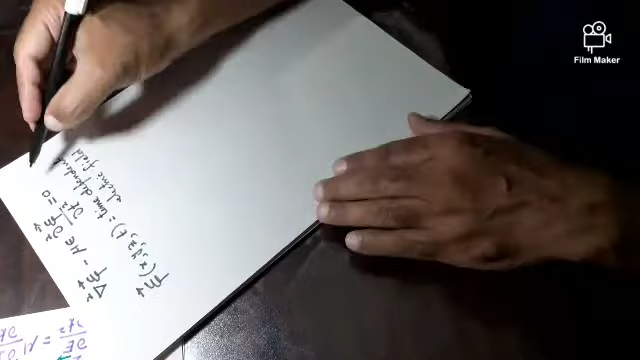 Film Maker
E(x,y,z,t) = time dependent
electric field
∇²E - με ∂²E/∂t² = 0